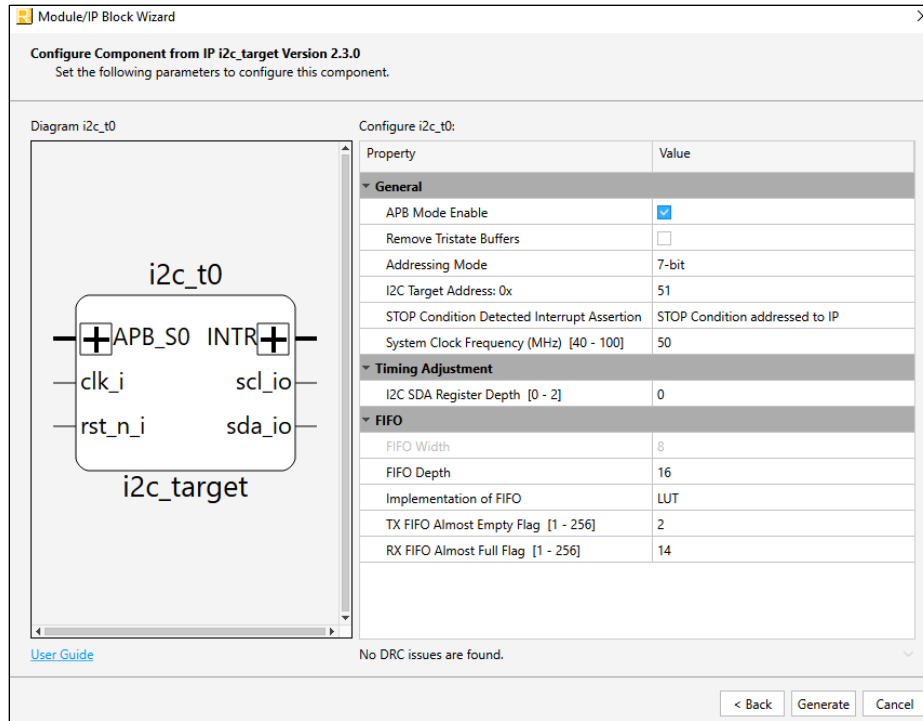 Module/IP Block Wizard
Configure Component from IP i2c_target Version 2.3.0
Set the following parameters to configure this component.
Diagram i2c_t0
i2c_t0
APB_S0 INTR
clk_i scl_io
rst_n_i sda_io
i2c_target
User Guide
Configure i2c_t0:
Property Value
General
APB Mode Enable
Remove Tristate Buffers
Addressing Mode 7-bit
I2C Target Address: 0x 51
STOP Condition Detected Interrupt Assertion STOP Condition addressed to IP
System Clock Frequency (MHz) [40 - 100] 50
Timing Adjustment
I2C SDA Register Depth [0 - 2] 0
FIFO
FIFO Width 8
FIFO Depth 16
Implementation of FIFO LUT
TX FIFO Almost Empty Flag [1 - 256] 2
RX FIFO Almost Full Flag [1 - 256] 14
No DRC issues are found.
< Back Generate Cancel